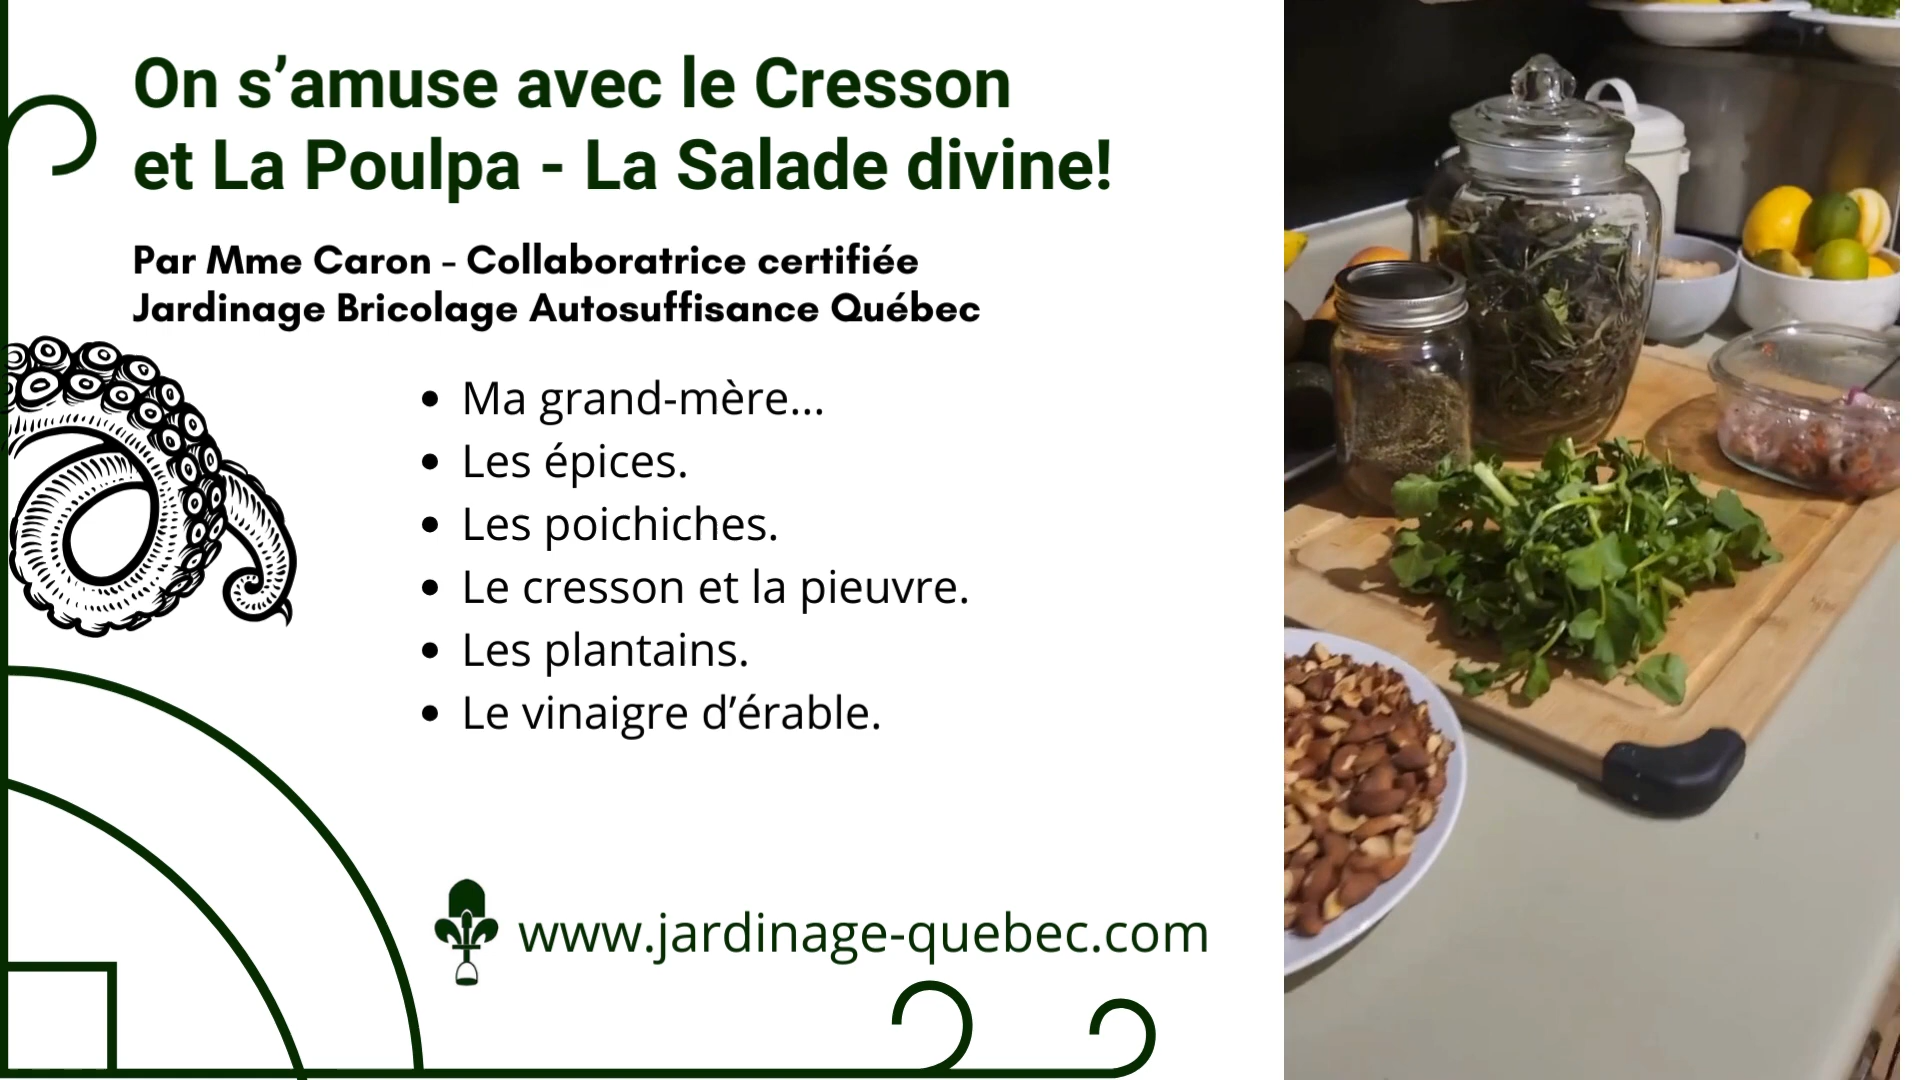 On s’amuse avec le Cresson
et La Poulpa - La Salade divine!
Par Mme Caron - Collaboratrice certifiée
Jardinage Bricolage Autosuffisance Québec
• Ma grand-mère...
• Les épices.
• Les poichiches.
• Le cresson et la pieuvre.
• Les plantains.
• Le vinaigre d’érable.
www.jardinage-quebec.com